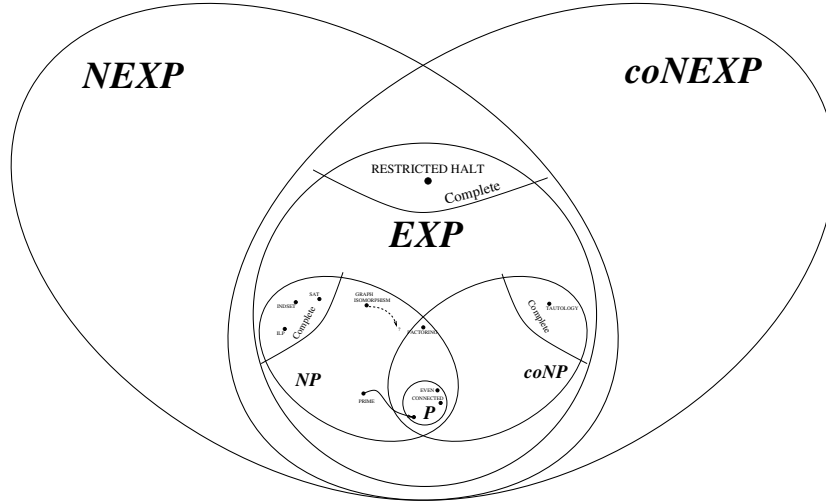 NEXP
coNEXP
RESTRICTED HALT
Complete
EXP
GRAPH
ISOMORPHISM
SAT
INDSET
ILP
Complete
FACTORING
TAUTOLOGY
Complete
NP
coNP
PRIME
EVEN
CONNECTED
P